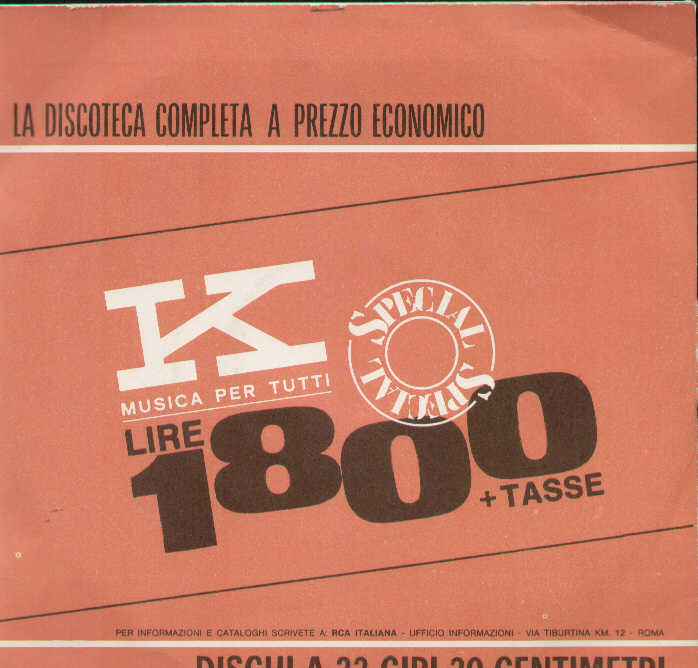 LA DISCOTECA COMPLETA A PREZZO ECONOMICO
K
SPECIAL SPECIAL
MUSICA PER TUTTI
LIRE
1800
+ TASSE
PER INFORMAZIONI E CATALOGHI SCRIVETE A: RCA ITALIANA - UFFICIO INFORMAZIONI - VIA TIBURTINA KM. 12 - ROMA
DISCHI A 33 GIRI 30 CENTIMETRI